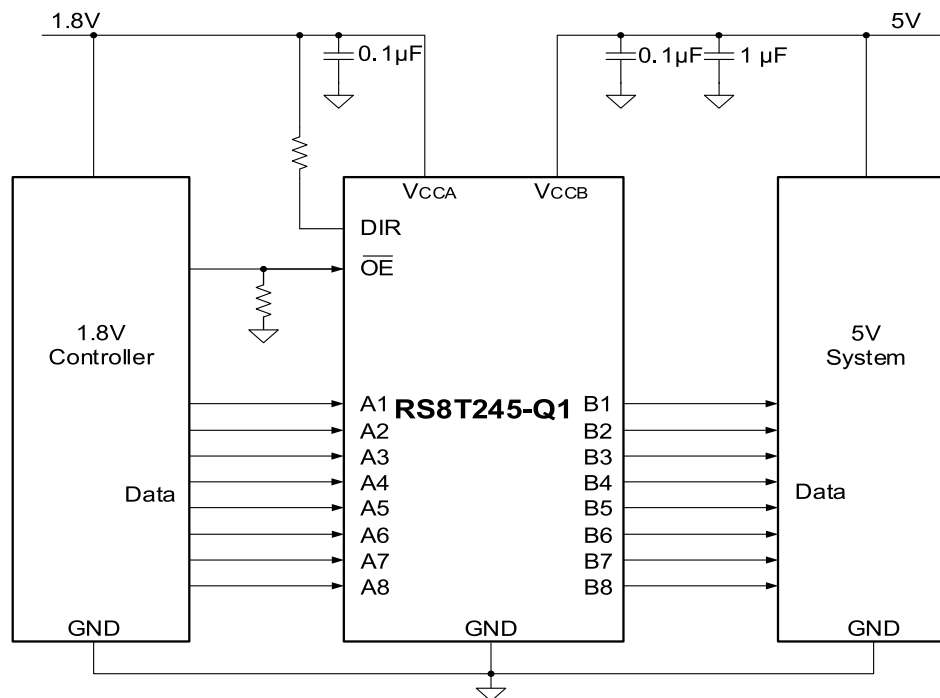 1.8V
5V
0.1µF
0.1µF
1 µF
VCCA
VCCB
DIR
OE
1.8V
Controller
5V
System
RS8T245-Q1
A1
A2
A3
A4
A5
A6
A7
A8
B1
B2
B3
B4
B5
B6
B7
B8
Data
Data
GND
GND
GND